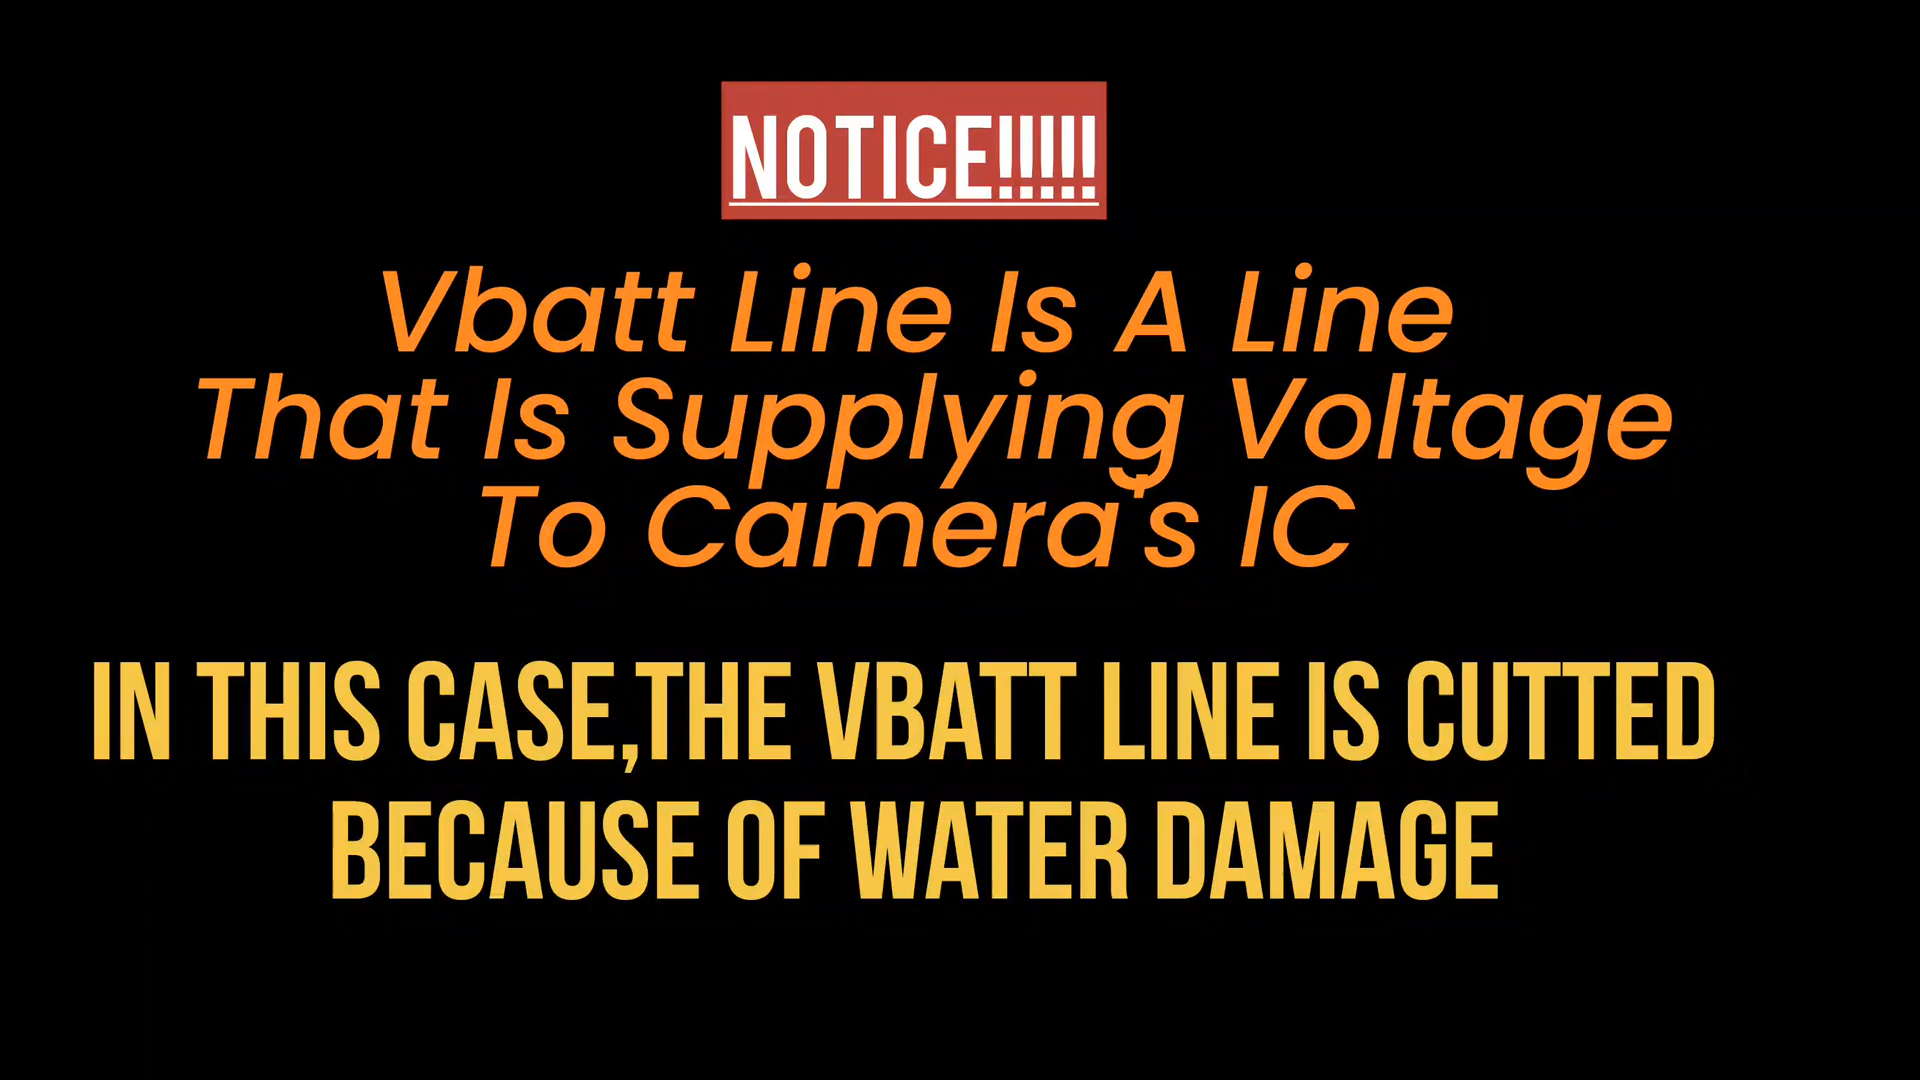 NOTICE!!!!!
Vbatt Line Is A Line
That Is Supplying Voltage
To Camera's IC
IN THIS CASE,THE VBATT LINE IS CUTTED
BECAUSE OF WATER DAMAGE